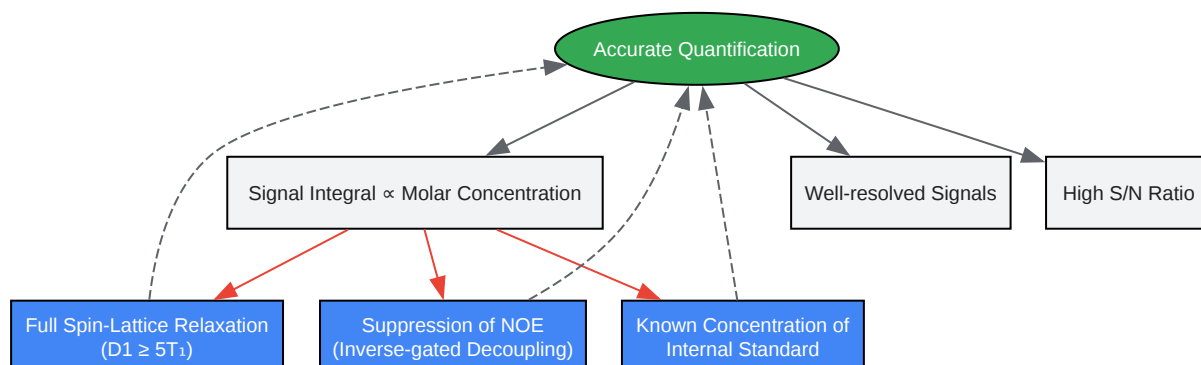 Accurate Quantification
Signal Integral ∝ Molar Concentration
Well-resolved Signals
High S/N Ratio
Full Spin-Lattice Relaxation
(D1 ≥ 5T₁)
Suppression of NOE
(Inverse-gated Decoupling)
Known Concentration of
Internal Standard